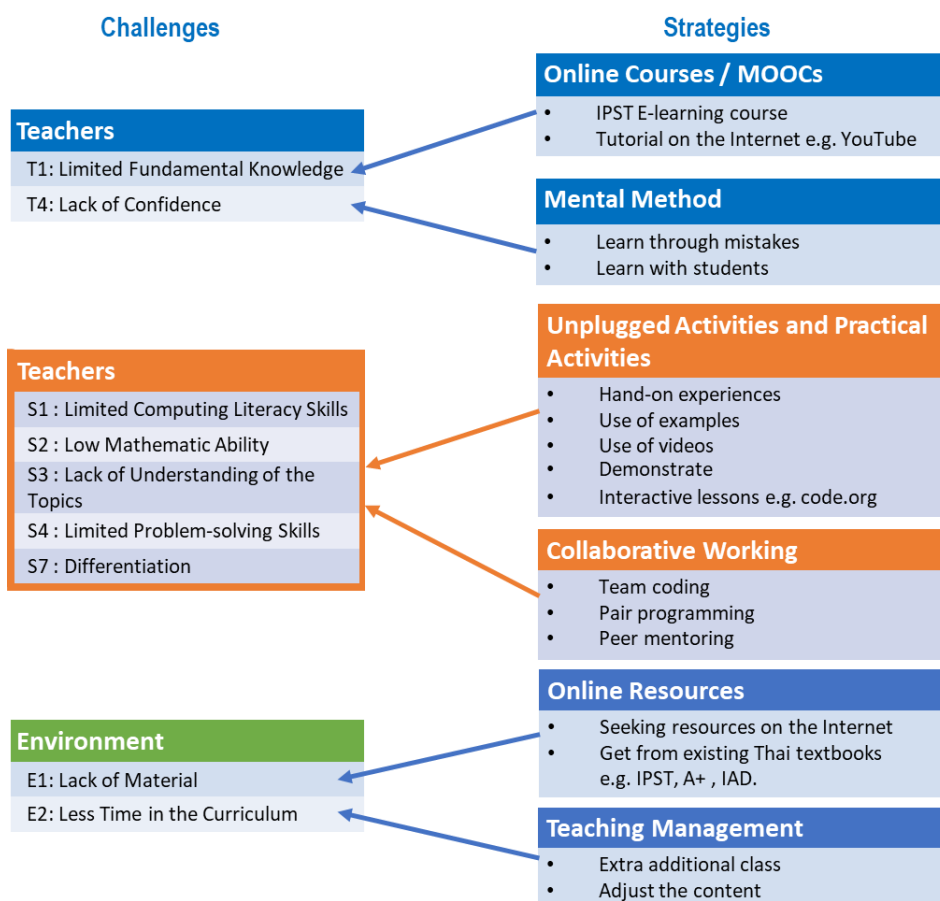 Challenges
Strategies
Teachers
T1: Limited Fundamental Knowledge
T4: Lack of Confidence
Online Courses / MOOCs
• IPST E-learning course
• Tutorial on the Internet e.g. YouTube
Mental Method
• Learn through mistakes
• Learn with students
Teachers
S1 : Limited Computing Literacy Skills
S2 : Low Mathematic Ability
S3 : Lack of Understanding of the
Topics
S4 : Limited Problem-solving Skills
S7 : Differentiation
Unplugged Activities and Practical
Activities
• Hand-on experiences
• Use of examples
• Use of videos
• Demonstrate
• Interactive lessons e.g. code.org
Collaborative Working
• Team coding
• Pair programming
• Peer mentoring
Environment
E1: Lack of Material
E2: Less Time in the Curriculum
Online Resources
• Seeking resources on the Internet
• Get from existing Thai textbooks
e.g. IPST, A+ , IAD.
Teaching Management
• Extra additional class
• Adjust the content